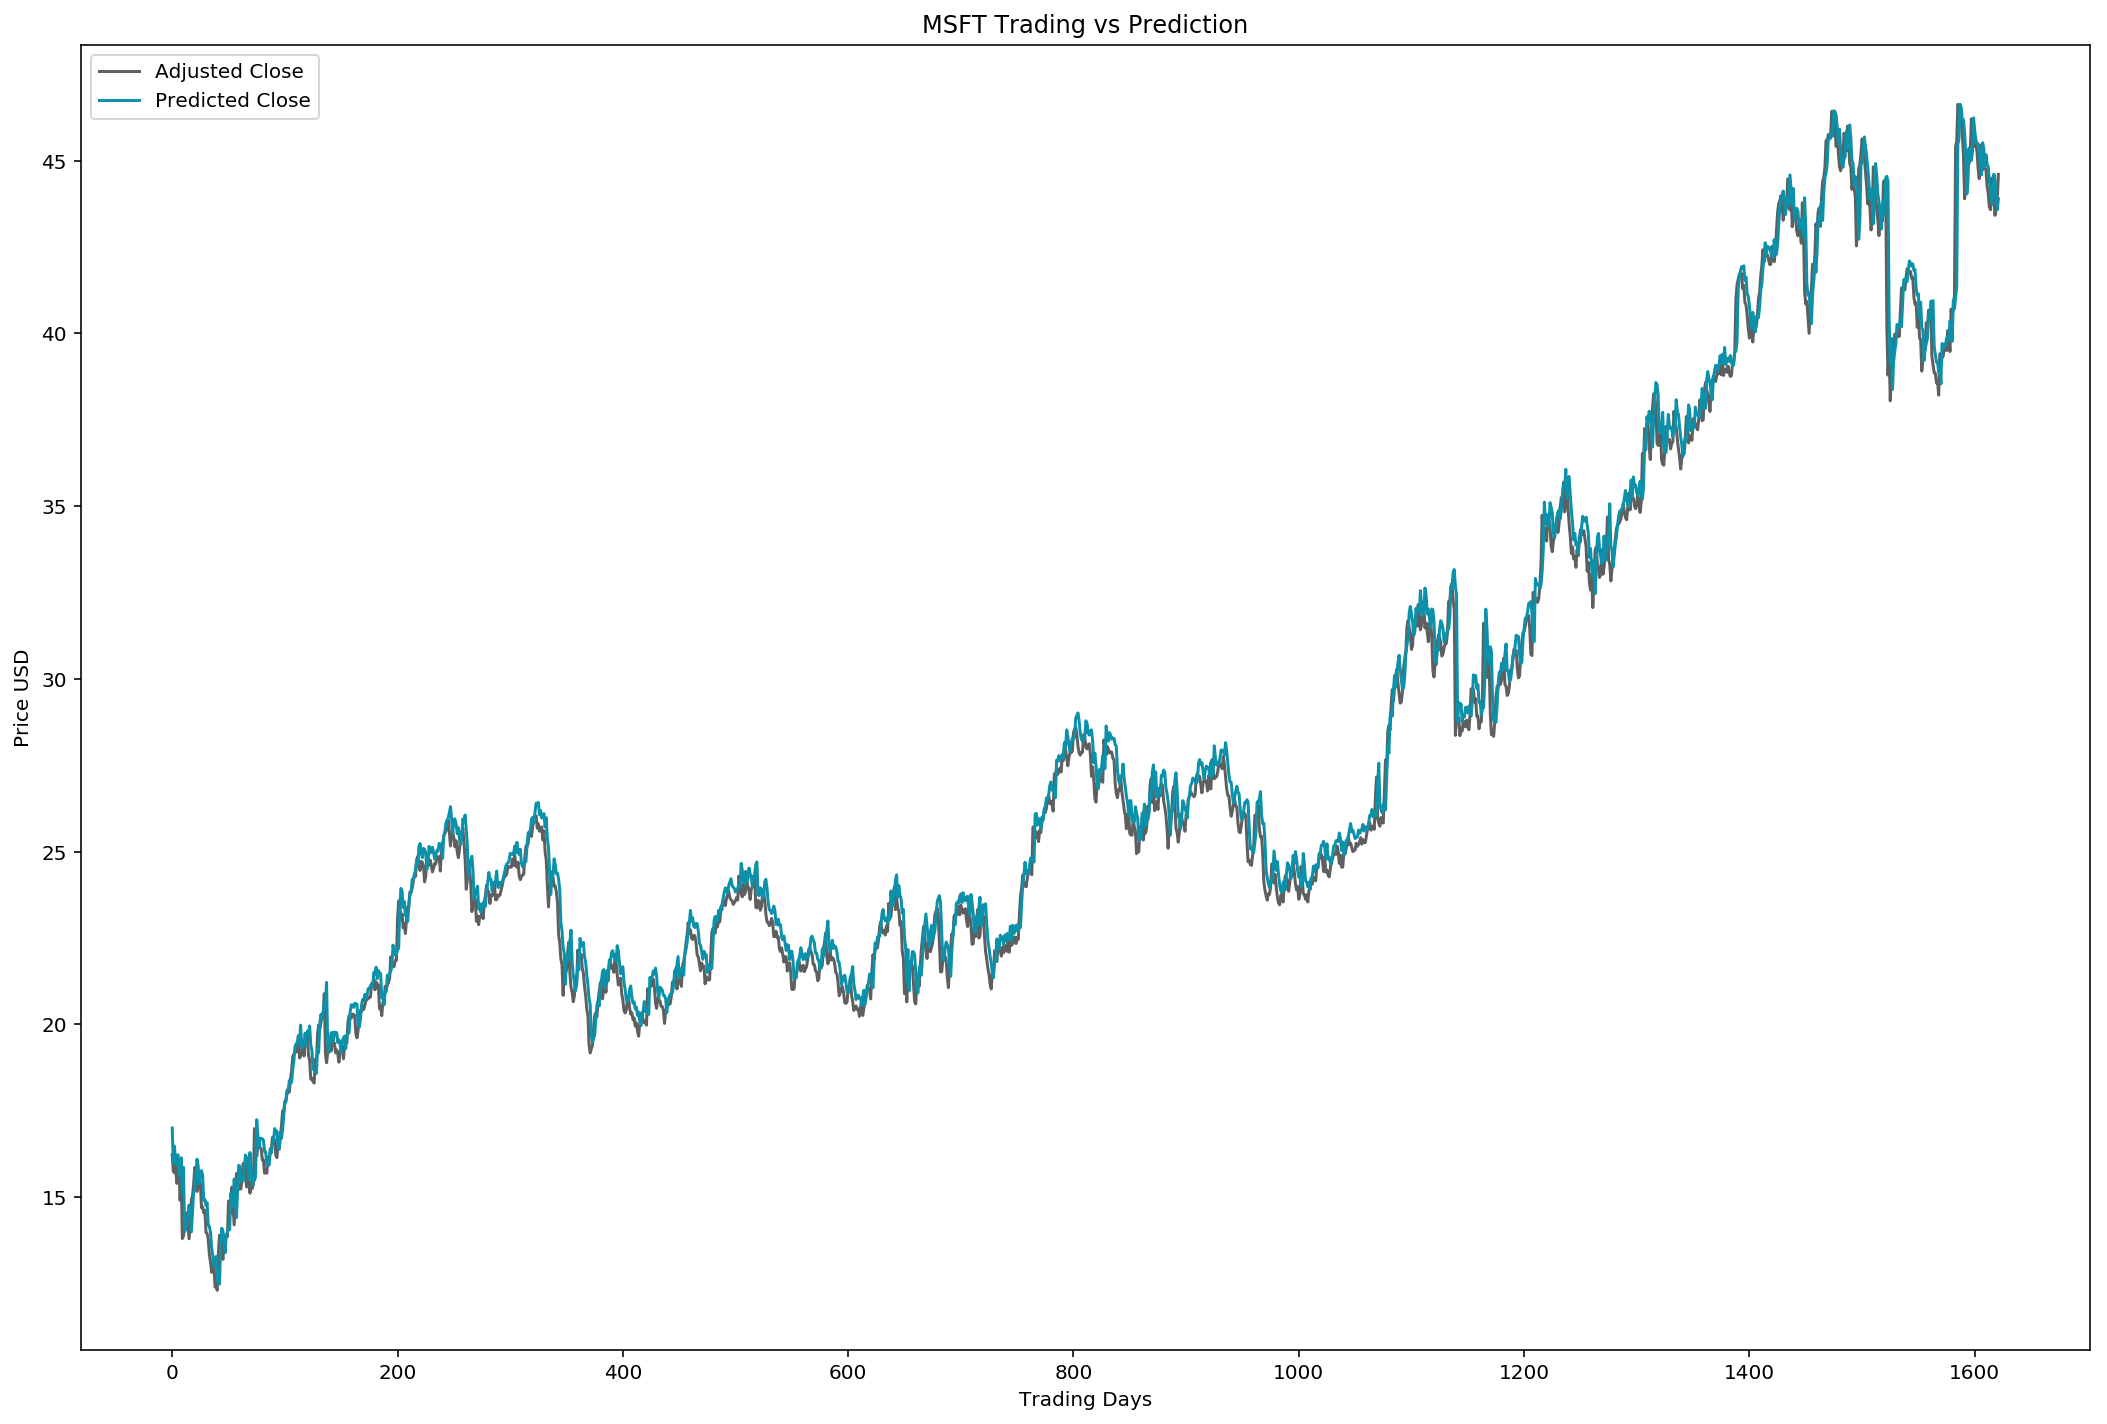 MSFT Trading vs Prediction
Adjusted Close
Predicted Close
45
40
35
30
25
20
15
Price USD
0 200 400 600 800 1000 1200 1400 1600
Trading Days